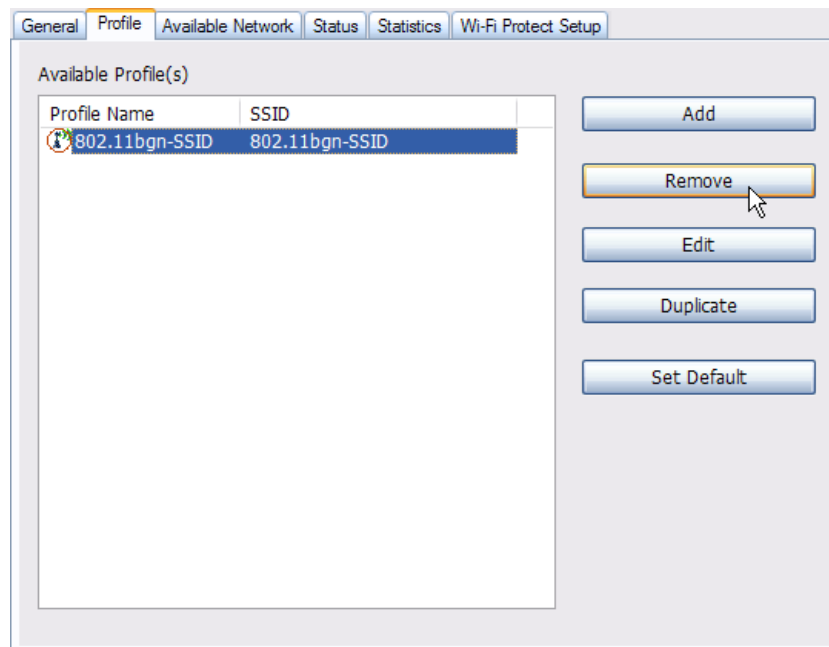 General Profile Available Network Status Statistics Wi-Fi Protect Setup
Available Profile(s)
Profile Name SSID
802.11bgn-SSID 802.11bgn-SSID
Add
Remove
Edit
Duplicate
Set Default